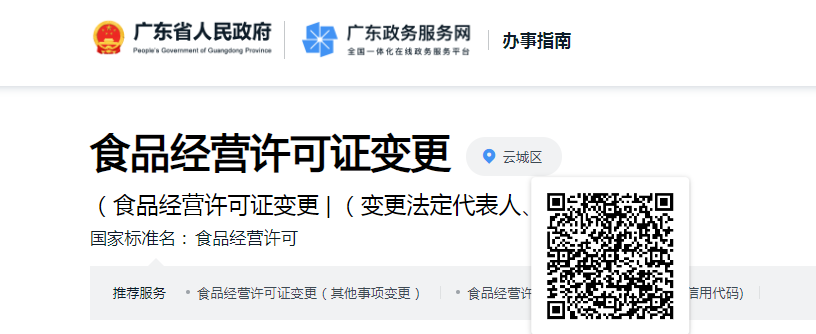 广东省人民政府
People's Government of Guangdong Province
广东政务服务网
全国一体化在线政务服务平台
办事指南
食品经营许可证变更
云城区
（食品经营许可证变更 | （变更法定代表人、
国家标准名： 食品经营许可
推荐服务 • 食品经营许可证变更（其他事项变更） • 食品经营许 信用代码)